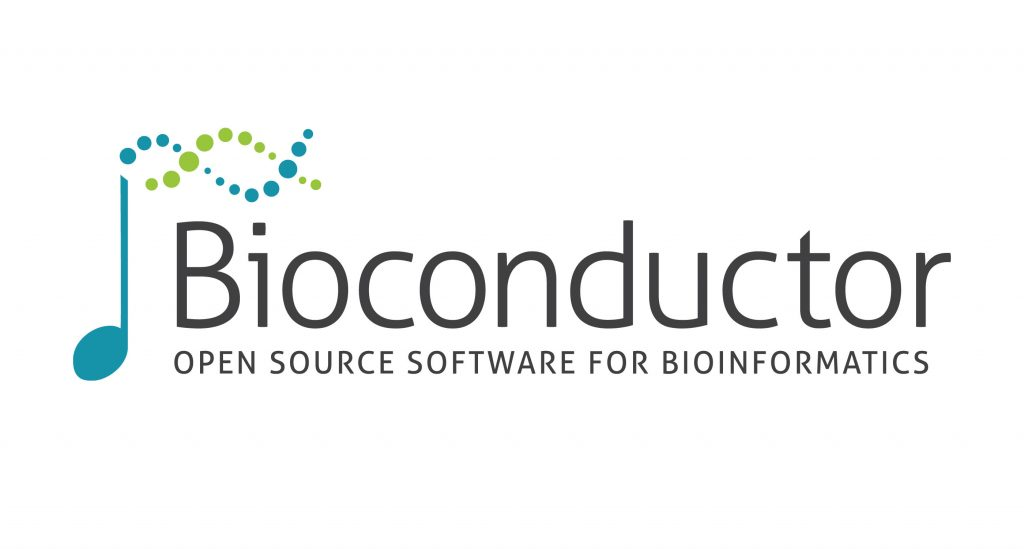 Bioconductor
OPEN SOURCE SOFTWARE FOR BIOINFORMATICS